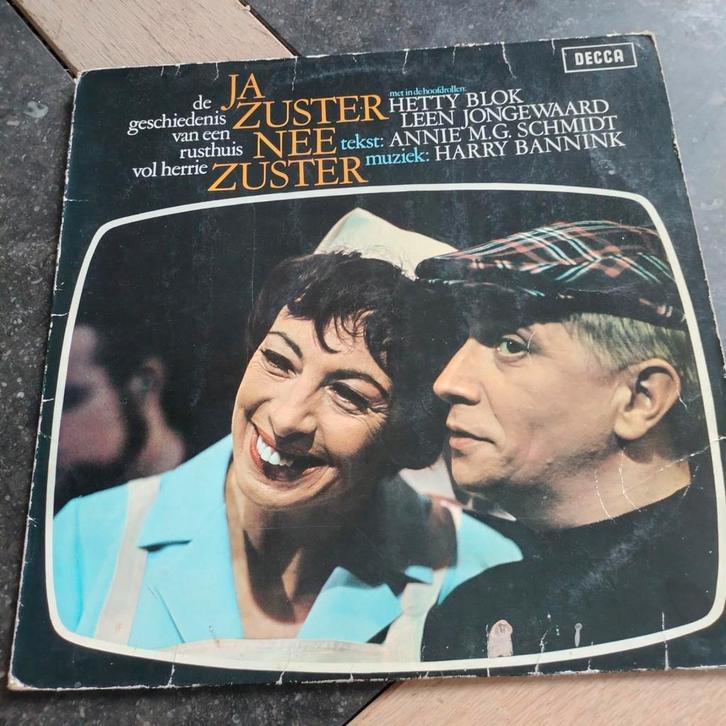 de
geschiedenis
van een
rusthuis
vol herrie
JA
ZUSTER
NEE
ZUSTER
met in de hoofdrollen:
HETTY BLOK
LEEN JONGEWAARD
tekst: ANNIE M.G. SCHMIDT
muziek: HARRY BANNINK
DECCA